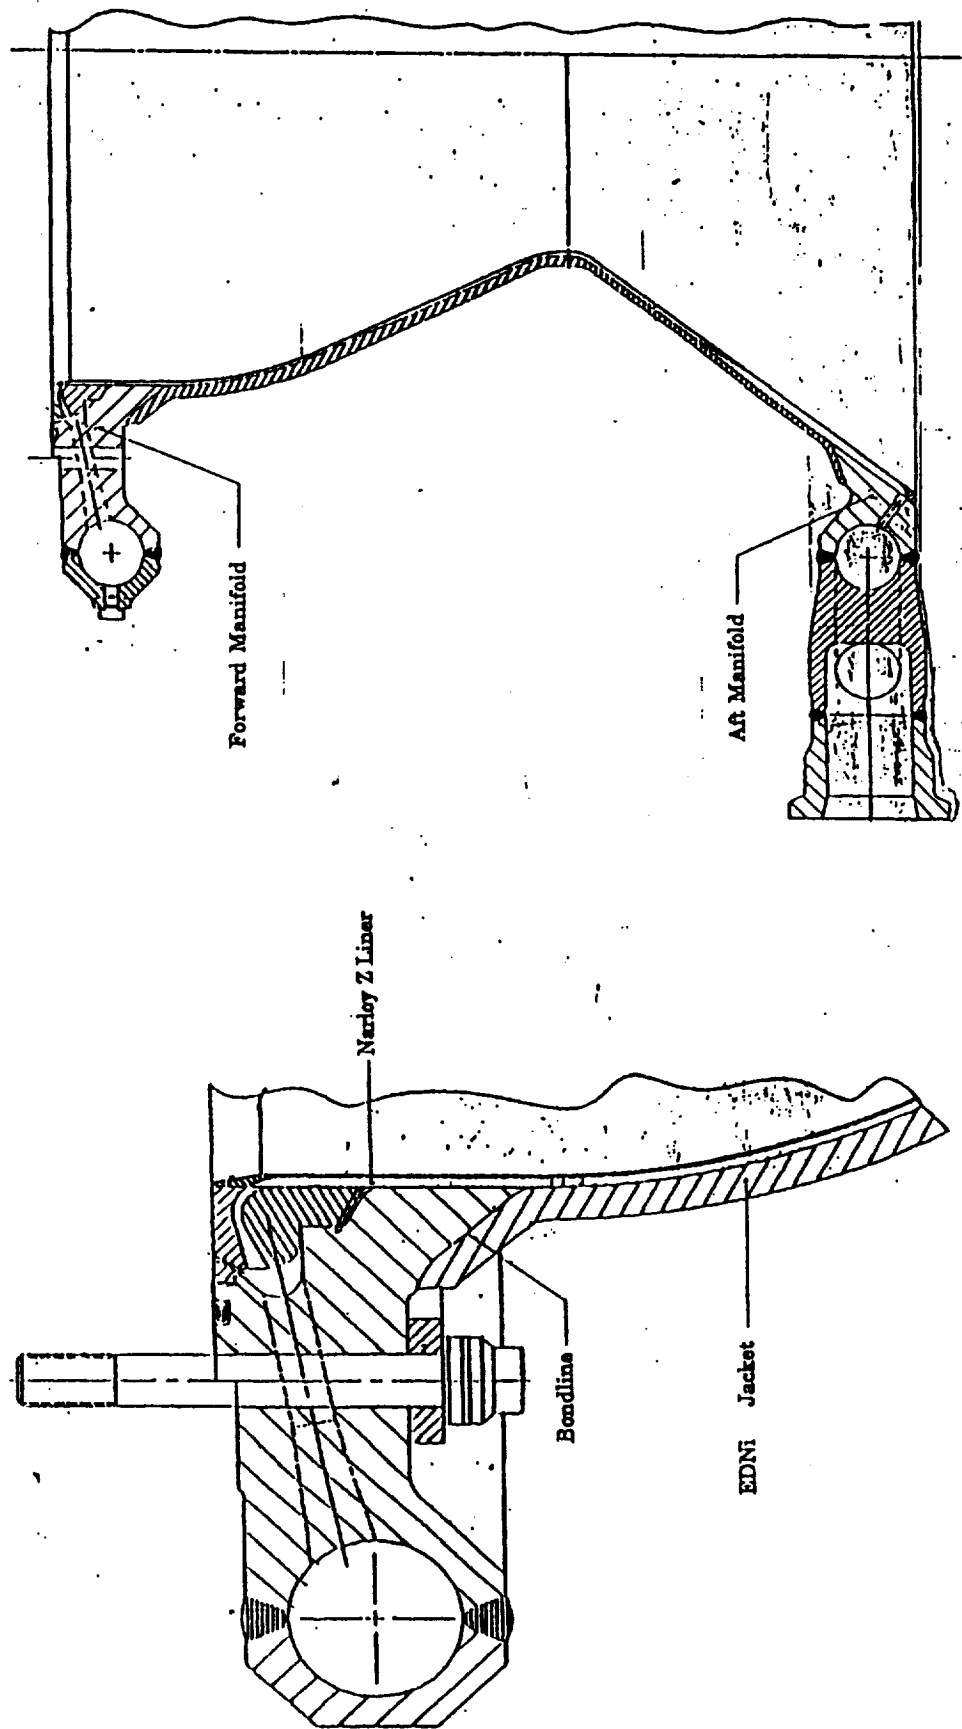 Forward Manifold
Aft Manifold
Narloy Z Liner
Bondline
EDNi Jacket